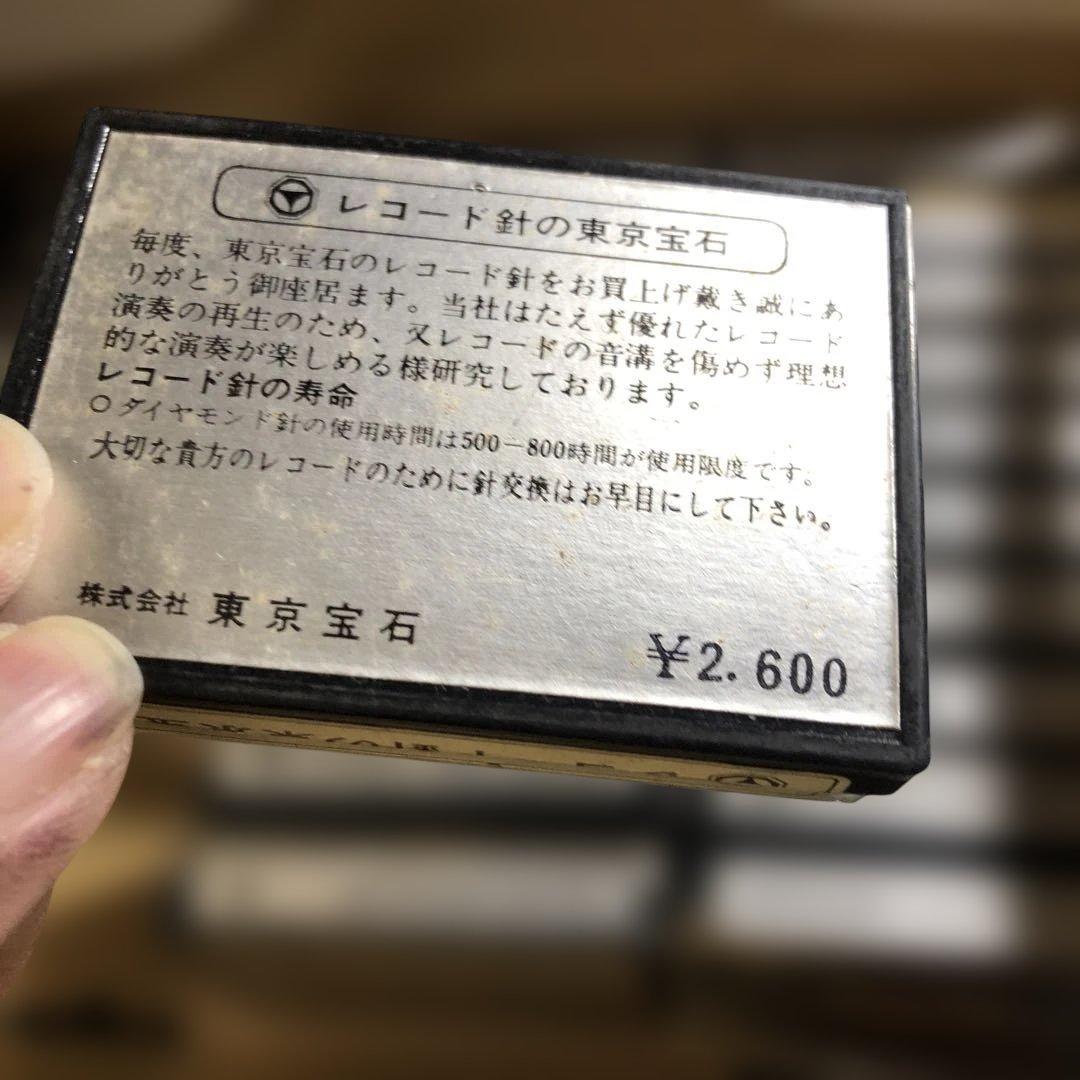 レコード針の東京宝石
毎度、東京宝石のレコード針をお買上げ戴き誠にあ
りがとう御座居ます。当社はたえず優れたレコード
演奏の再生のため、又レコードの音溝を傷めず理想
的な演奏が楽しめる様研究しております。
レコード針の寿命
○ダイヤモンド針の使用時間は500−800時間が使用限度です。
大切な貴方のレコードのために針交換はお早目にして下さい。
株式会社 東京宝石
¥2.600